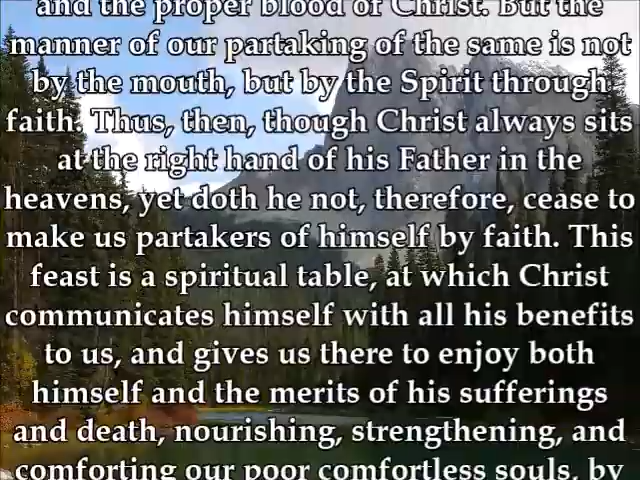 and the proper blood of Christ. But the
manner of our partaking of the same is not
by the mouth, but by the Spirit through
faith. Thus, then, though Christ always sits
at the right hand of his Father in the
heavens, yet doth he not, therefore, cease to
make us partakers of himself by faith. This
feast is a spiritual table, at which Christ
communicates himself with all his benefits
to us, and gives us there to enjoy both
himself and the merits of his sufferings
and death, nourishing, strengthening, and
comforting our poor comfortless souls, by